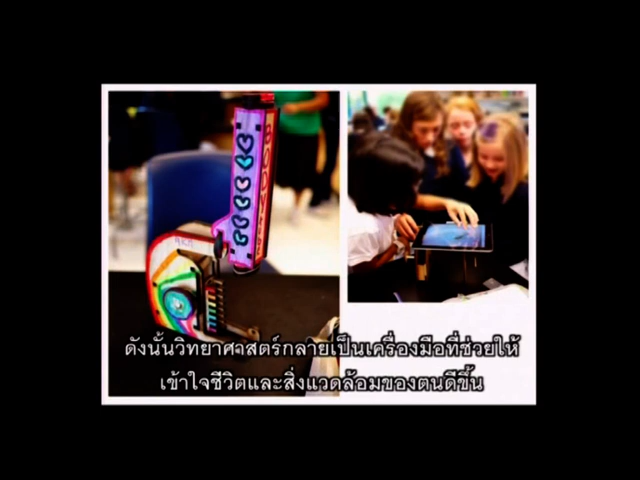 ดังนั้นวิทยาศาสตร์กลายเป็นเครื่องมือที่ช่วยให้
เข้าใจชีวิตและสิ่งแวดล้อมของตนดีขึ้น